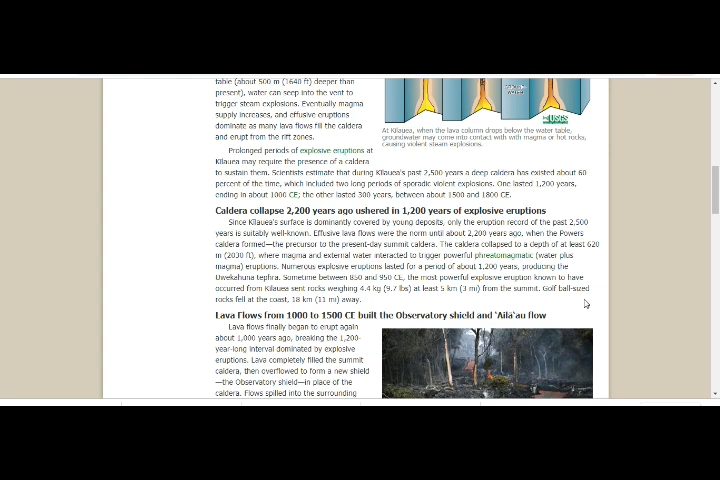 table (about 500 m (1640 ft) deeper than
present), water can seep into the vent to
trigger steam explosions. Eventually magma
supply increases, and effusive eruptions
dominate as many lava flows fill the caldera
and erupt from the rift zones.
USGS
At Kīlauea, when the lava column drops below the water table,
groundwater may come into contact with with magma or hot rocks,
causing violent steam explosions.
Prolonged periods of explosive eruptions at
Kīlauea may require the presence of a caldera
to sustain them. Scientists estimate that during Kīlauea's past 2,500 years a deep caldera has existed about 60
percent of the time, which included two long periods of sporadic violent explosions. One lasted 1,200 years,
ending in about 1000 CE; the other lasted 300 years, between about 1500 and 1800 CE.
Caldera collapse 2,200 years ago ushered in 1,200 years of explosive eruptions
Since Kīlauea's surface is dominantly covered by young deposits, only the eruption record of the past 2,500
years is suitably well-known. Effusive lava flows were the norm until about 2,200 years ago, when the Powers
caldera formed—the precursor to the present-day summit caldera. The caldera collapsed to a depth of at least 620
m (2030 ft), where magma and external water interacted to trigger powerful phreatomagmatic (water plus
magma) eruptions. Numerous explosive eruptions lasted for a period of about 1,200 years, producing the
Uwēkahuna tephra. Sometime between 850 and 950 CE, the most powerful explosive eruption known to have
occurred from Kīlauea sent rocks weighing 4.4 kg (9.7 lbs) at least 5 km (3 mi) from the summit. Golf ball-sized
rocks fell at the coast, 18 km (11 mi) away.
Lava Flows from 1000 to 1500 CE built the Observatory shield and ʻAilāʻau flow
Lava flows finally began to erupt again
about 1,000 years ago, breaking the 1,200-
year-long interval dominated by explosive
eruptions. Lava completely filled the summit
caldera, then overflowed to form a new shield
—the Observatory shield—in place of the
caldera. Flows spilled into the surrounding